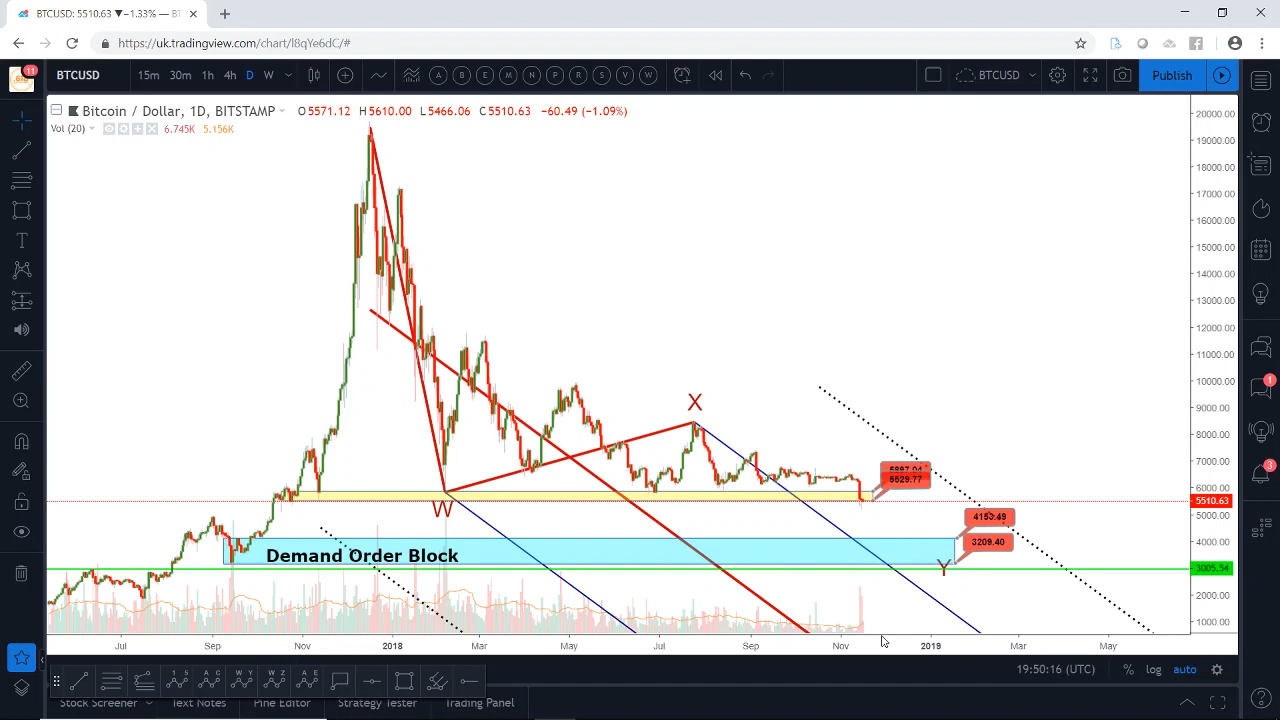 BTCUSD: 5510.63 ▼−1.33% — BT
https://uk.tradingview.com/chart/l8qYe6dC/#
11
BTCUSD 15m 30m 1h 4h D W BTCUSD Publish
Bitcoin / Dollar, 1D, BITSTAMP O5571.12 H5610.00 L5466.06 C5510.63 −60.49 (−1.09%)
Vol (20) 6.745K 5.156K
20000.00
19000.00
18000.00
17000.00
16000.00
15000.00
14000.00
13000.00
12000.00
11000.00
10000.00
9000.00
8000.00
7000.00
6000.00
5510.63
5000.00
4000.00
3005.54
2000.00
1000.00
X
W
5897.04
5529.77
4153.49
3209.40
Demand Order Block
Y
Jul Sep Nov 2018 Mar May Jul Sep Nov 2019 Mar May
19:50:16 (UTC) % log auto
1
3
Stock Screener Text Notes Pine Editor Strategy Tester Trading Panel